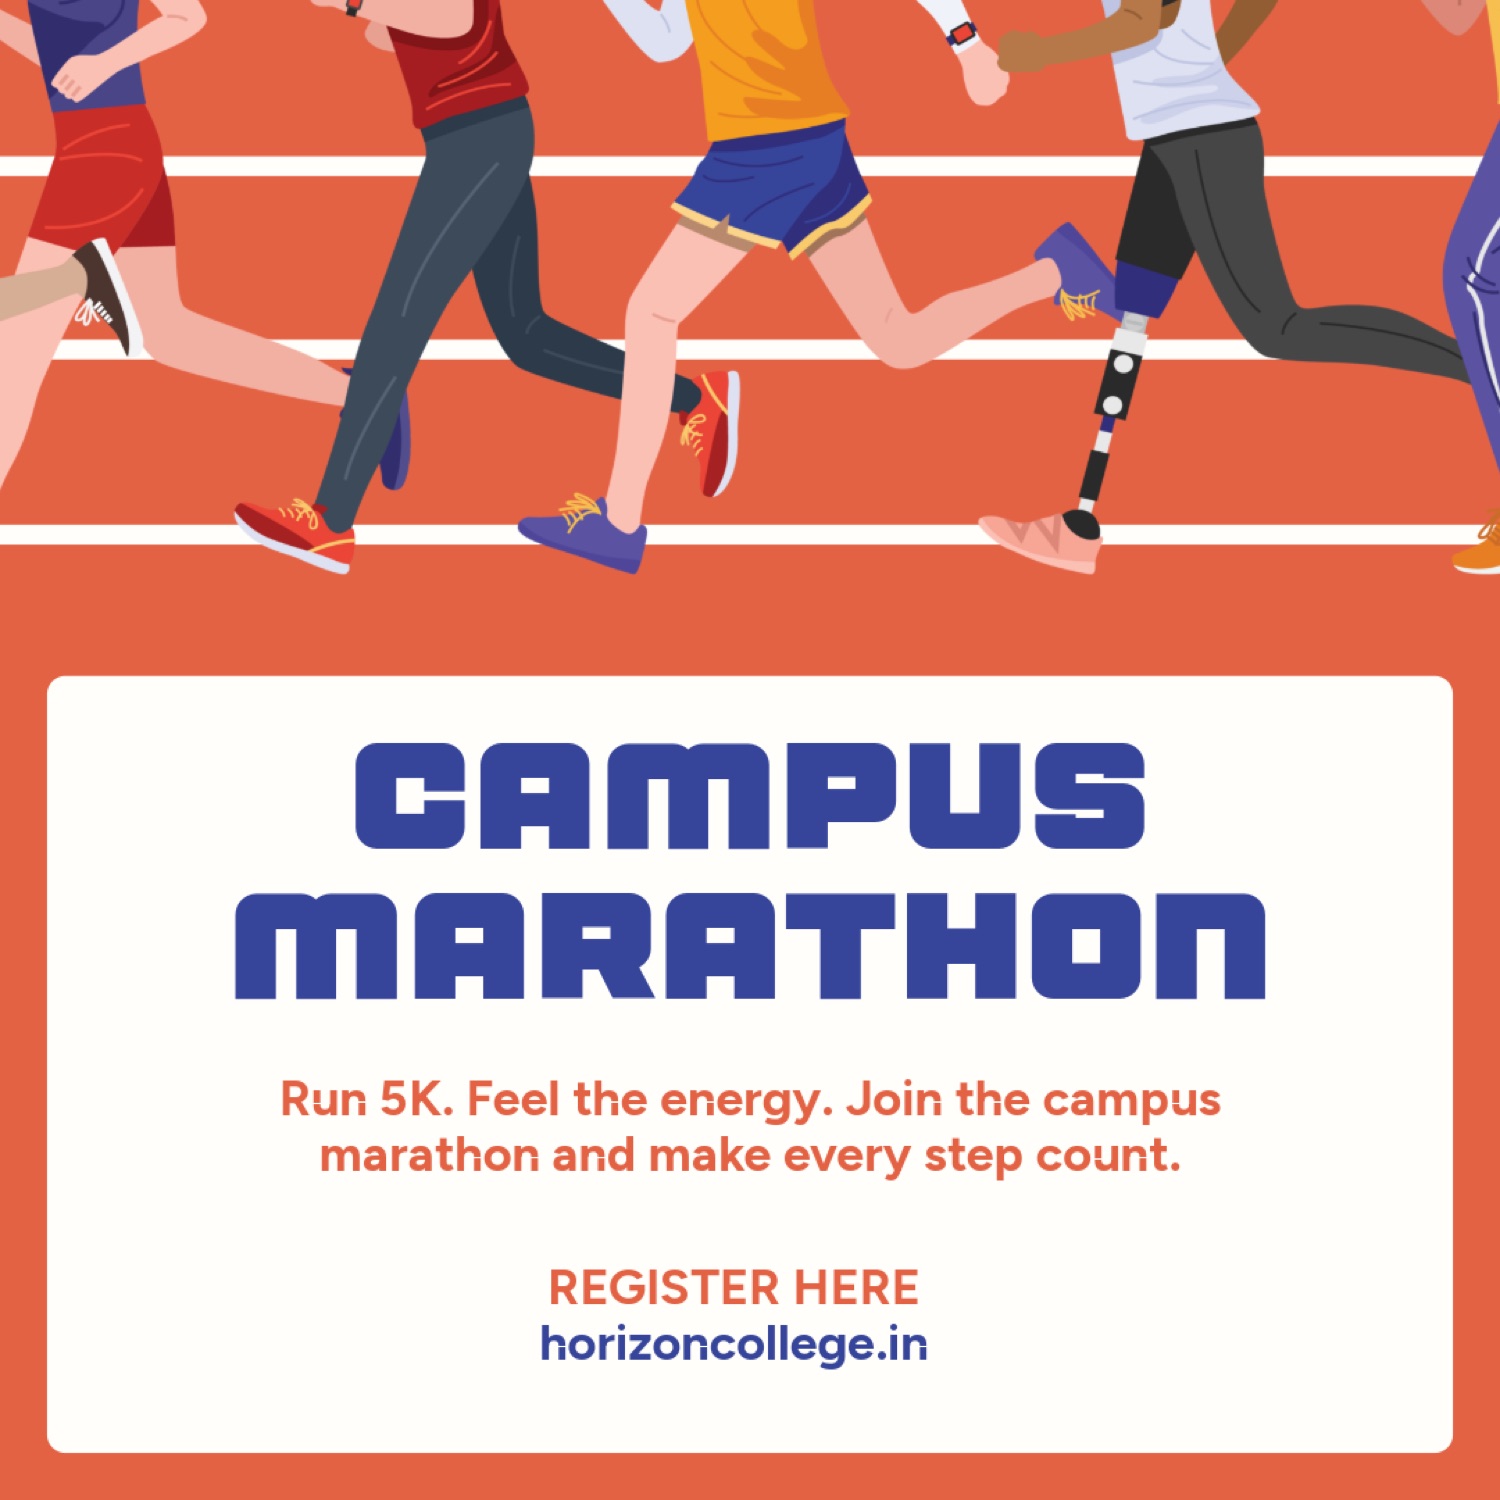 CAMPUS
MARATHON
Run 5K. Feel the energy. Join the campus
marathon and make every step count.
REGISTER HERE
horizoncollege.in